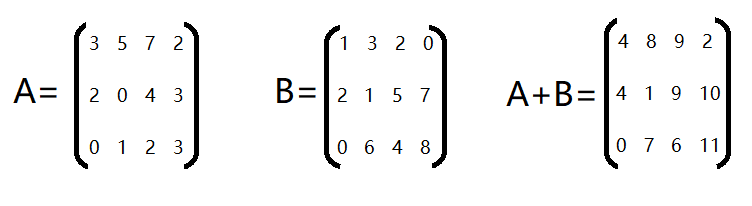 3 5 7 2
A= 2 0 4 3
0 1 2 3
1 3 2 0
B= 2 1 5 7
0 6 4 8
4 8 9 2
A+B= 4 1 9 10
0 7 6 11